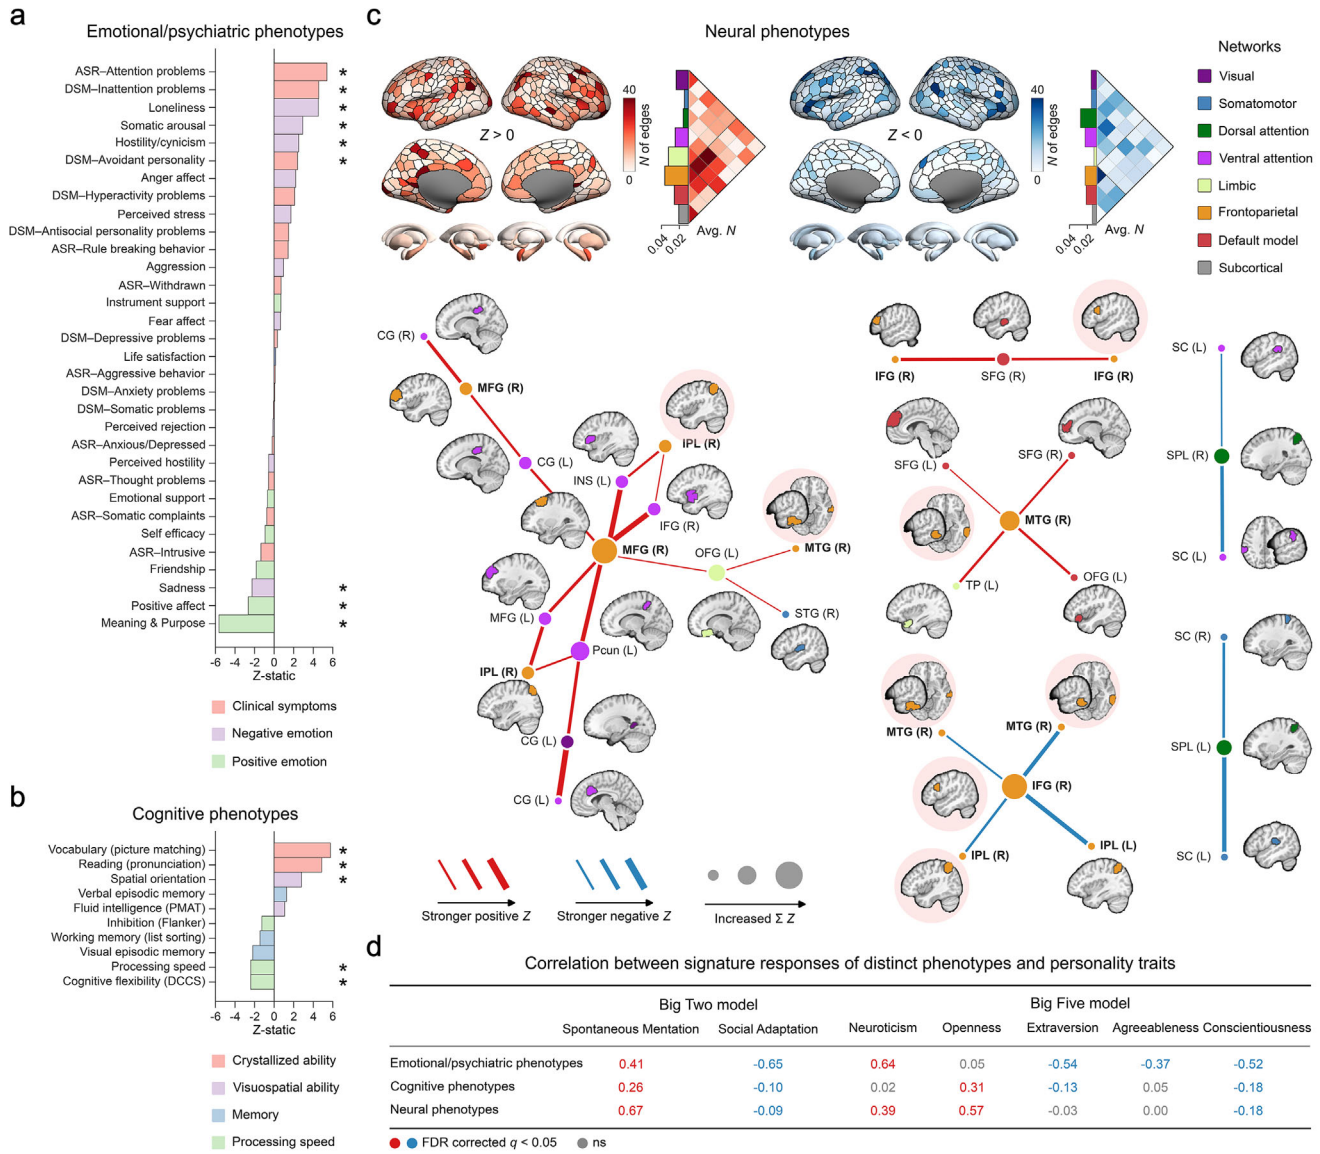 a
Emotional/psychiatric phenotypes
ASR–Attention problems *
DSM–Inattention problems *
Loneliness *
Somatic arousal *
Hostility/cynicism *
DSM–Avoidant personality *
Anger affect
DSM–Hyperactivity problems
Perceived stress
DSM–Antisocial personality problems
ASR–Rule breaking behavior
Aggression
ASR–Withdrawn
Instrument support
Fear affect
DSM–Depressive problems
Life satisfaction
ASR–Aggressive behavior
DSM–Anxiety problems
DSM–Somatic problems
Perceived rejection
ASR–Anxious/Depressed
Perceived hostility
ASR–Thought problems
Emotional support
ASR–Somatic complaints
Self efficacy
ASR–Intrusive
Friendship
Sadness *
Positive affect *
Meaning & Purpose *
-6 -4 -2 0 2 4 6
Z-static
Clinical symptoms
Negative emotion
Positive emotion
b
Cognitive phenotypes
Vocabulary (picture matching) *
Reading (pronunciation) *
Spatial orientation *
Verbal episodic memory
Fluid intelligence (PMAT)
Inhibition (Flanker)
Working memory (list sorting)
Visual episodic memory
Processing speed *
Cognitive flexibility (DCCS) *
-6 -4 -2 0 2 4 6
Z-static
Crystallized ability
Visuospatial ability
Memory
Processing speed
c
Neural phenotypes
Z > 0
40
N of edges
0
0.04
0.02
Avg. N
Z < 0
40
N of edges
0
0.04
0.02
Avg. N
Networks
Visual
Somatomotor
Dorsal attention
Ventral attention
Limbic
Frontoparietal
Default model
Subcortical
CG (R)
MFG (R)
CG (L)
IPL (R)
INS (L)
IFG (R)
MFG (R)
OFG (L)
MTG (R)
STG (R)
MFG (L)
Pcun (L)
IPL (R)
CG (L)
CG (L)
IFG (R)
SFG (R)
IFG (R)
SFG (L)
SFG (R)
MTG (R)
TP (L)
OFG (L)
MTG (R)
MTG (R)
IFG (R)
IPL (R)
IPL (L)
SC (L)
SPL (R)
SC (L)
SC (R)
SPL (L)
SC (L)
Stronger positive Z
Stronger negative Z
Increased Σ Z
d
Correlation between signature responses of distinct phenotypes and personality traits
Big Two model Big Five model
Spontaneous Mentation Social Adaptation Neuroticism Openness Extraversion Agreeableness Conscientiousness
Emotional/psychiatric phenotypes 0.41 -0.65 0.64 0.05 -0.54 -0.37 -0.52
Cognitive phenotypes 0.26 -0.10 0.02 0.31 -0.13 0.05 -0.18
Neural phenotypes 0.67 -0.09 0.39 0.57 -0.03 0.00 -0.18
FDR corrected q < 0.05 ns